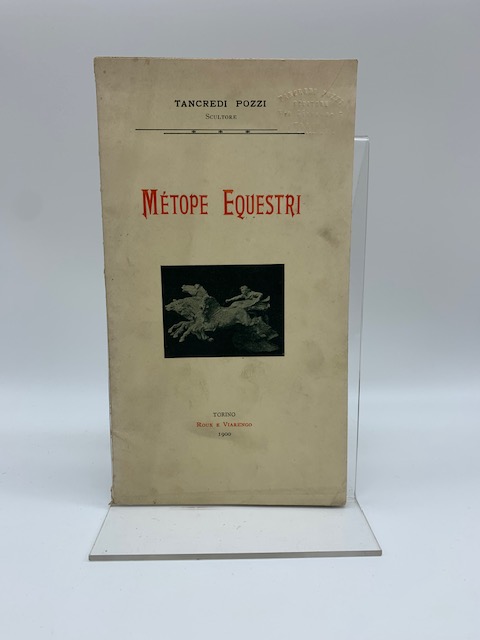 TANCREDI POZZI
SCULTORE
MÉTOPE EQUESTRI
TORINO
ROUX E VIARENGO
1900